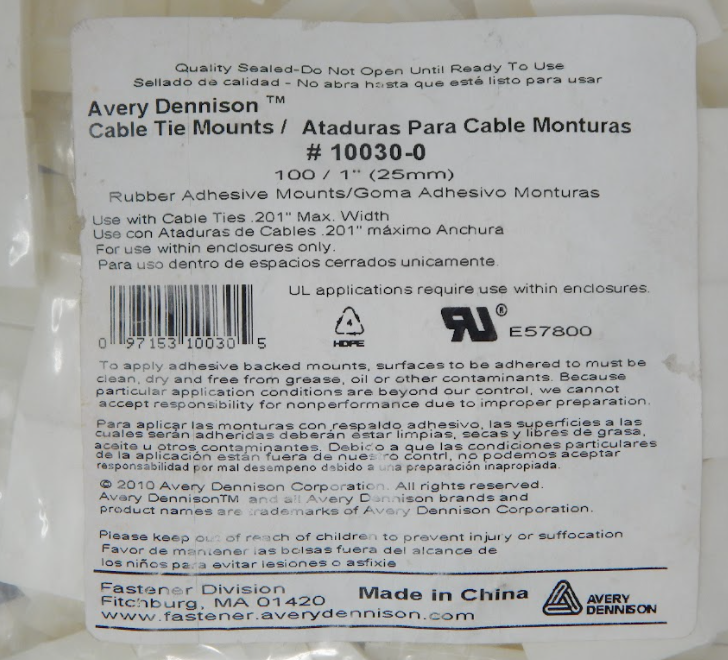 Quality Sealed-Do Not Open Until Ready To Use
Sellado de calidad - No abra hasta que esté listo para usar
Avery Dennison ™
Cable Tie Mounts / Ataduras Para Cable Monturas
# 10030-0
100 / 1" (25mm)
Rubber Adhesive Mounts/Goma Adhesivo Monturas
Use with Cable Ties .201" Max. Width
Use con Ataduras de Cables .201" máximo Anchura
For use within enclosures only.
Para uso dentro de espacios cerrados unicamente
UL applications require use within enclosures.
0 97153 10030 5
HDPE
RU ® E57800
To apply adhesive backed mounts, surfaces to be adhered to must be
clean, dry and free from grease, oil or other contaminants. Because
particular application conditions are beyond our control, we cannot
accept responsibility for nonperformance due to improper preparation.
Para aplicar las monturas con respaldo adhesivo, las superficies a las
cuales serán adheridas deberán estar limpias, secas y libres de grasa,
aceite u otros contaminantes. Debido a que las condiciones particulares
de la aplicación están fuera de nuestro contrl, no podemos aceptar
responsabilidad por mal desempeno debido a una preparación inapropiada.
© 2010 Avery Dennison Corporation. All rights reserved.
Avery DennisonTM and all Avery Dennison brands and
product names are trademarks of Avery Dennison Corporation.
Please keep out of reach of children to prevent injury or suffocation
Favor de mantener las bolsas fuera del alcance de
los niños para evitar lesiones o asfixie
Fastener Division
Fitchburg, MA 01420
www.fastener.averydennison.com
Made in China
AVERY
DENNISON